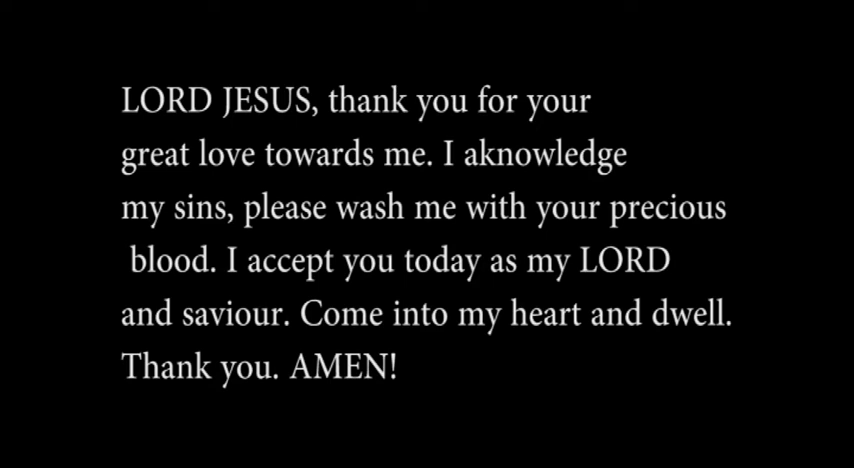 LORD JESUS, thank you for your
great love towards me. I aknowledge
my sins, please wash me with your precious
blood. I accept you today as my LORD
and saviour. Come into my heart and dwell.
Thank you. AMEN!